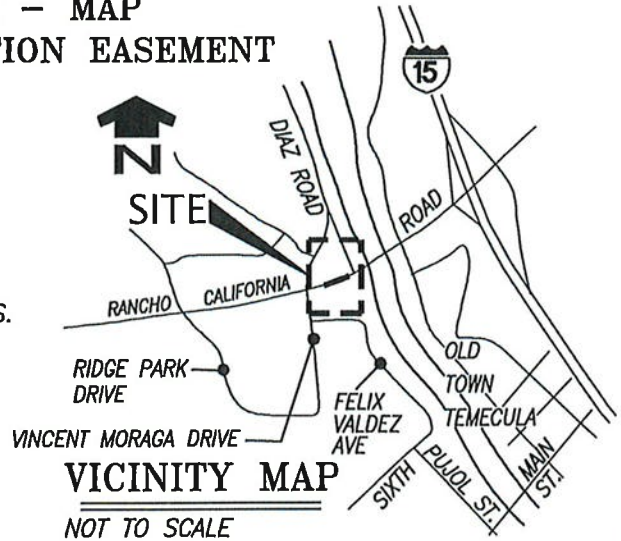 - MAP
TION EASEMENT
15
N
DIAZ ROAD
SITE
ROAD
RANCHO CALIFORNIA
S.
RIDGE PARK
DRIVE
OLD
TOWN
TEMECULA
FELIX
VALDEZ
AVE
VINCENT MORAGA DRIVE
SIXTH
PUJOL ST.
MAIN
ST.
VICINITY MAP
NOT TO SCALE